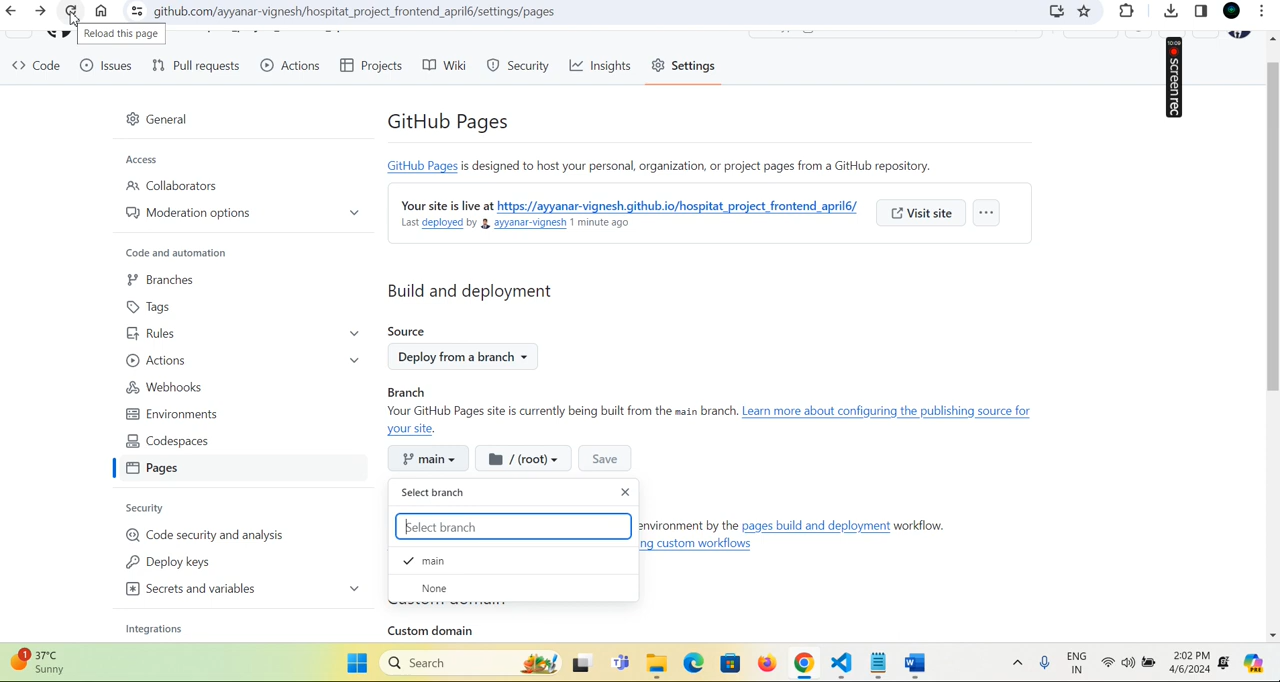 github.com/ayyanar-vignesh/hospitat_project_frontend_april6/settings/pages
Reload this page
Code Issues Pull requests Actions Projects Wiki Security Insights Settings
10:09
screenrec
General
Access
Collaborators
Moderation options
Code and automation
Branches
Tags
Rules
Actions
Webhooks
Environments
Codespaces
Pages
Security
Code security and analysis
Deploy keys
Secrets and variables
Integrations
GitHub Pages
GitHub Pages is designed to host your personal, organization, or project pages from a GitHub repository.
Your site is live at https://ayyanar-vignesh.github.io/hospitat_project_frontend_april6/
Last deployed by ayyanar-vignesh 1 minute ago
Visit site
Build and deployment
Source
Deploy from a branch
Branch
Your GitHub Pages site is currently being built from the main branch. Learn more about configuring the publishing source for
your site.
main / (root) Save
Select branch
Select branch
main
None
environment by the pages build and deployment workflow.
ng custom workflows
Custom domain
Custom domain
1
37°C
Sunny
Search
ENG
IN
2:02 PM
4/6/2024
PRE